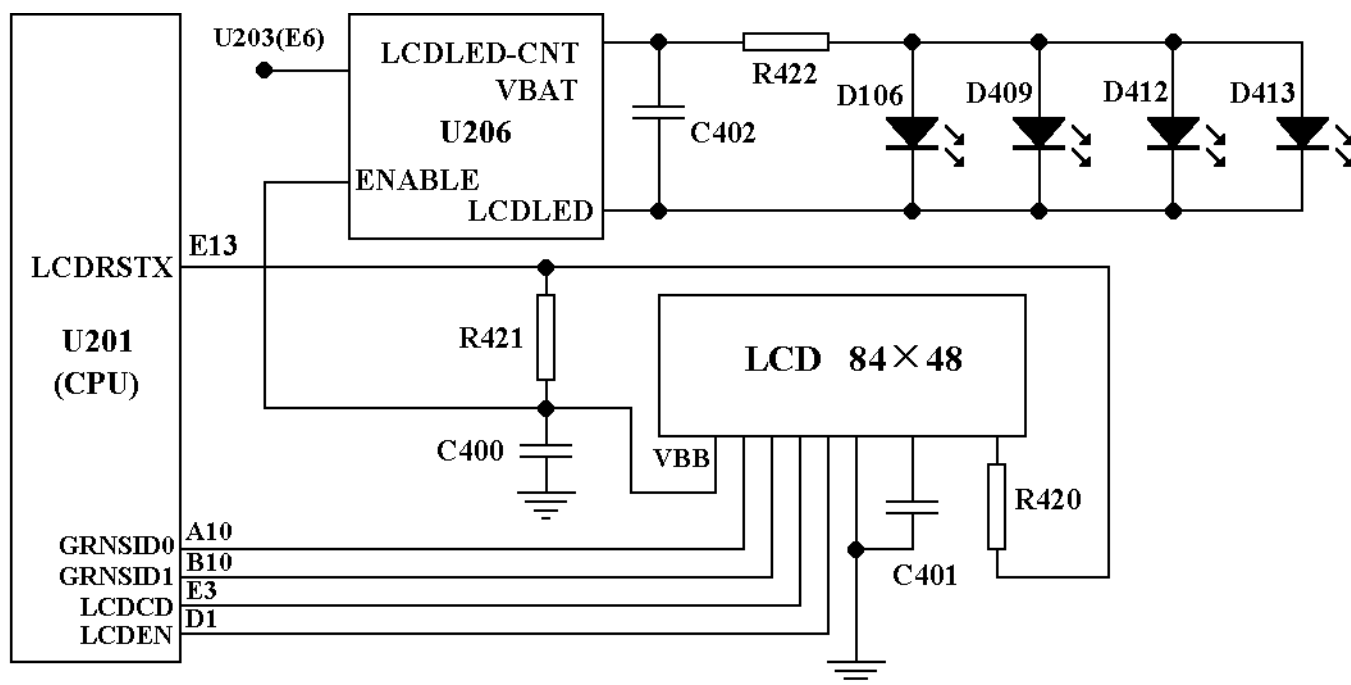 U203(E6)
LCDLED-CNT
VBAT
U206
ENABLE
LCDLED
R422
C402
D106
D409
D412
D413
E13
LCDRSTX
U201
(CPU)
R421
LCD 84×48
C400
VBB
R420
C401
A10
GRNSID0
B10
GRNSID1
E3
LCDCD
D1
LCDEN